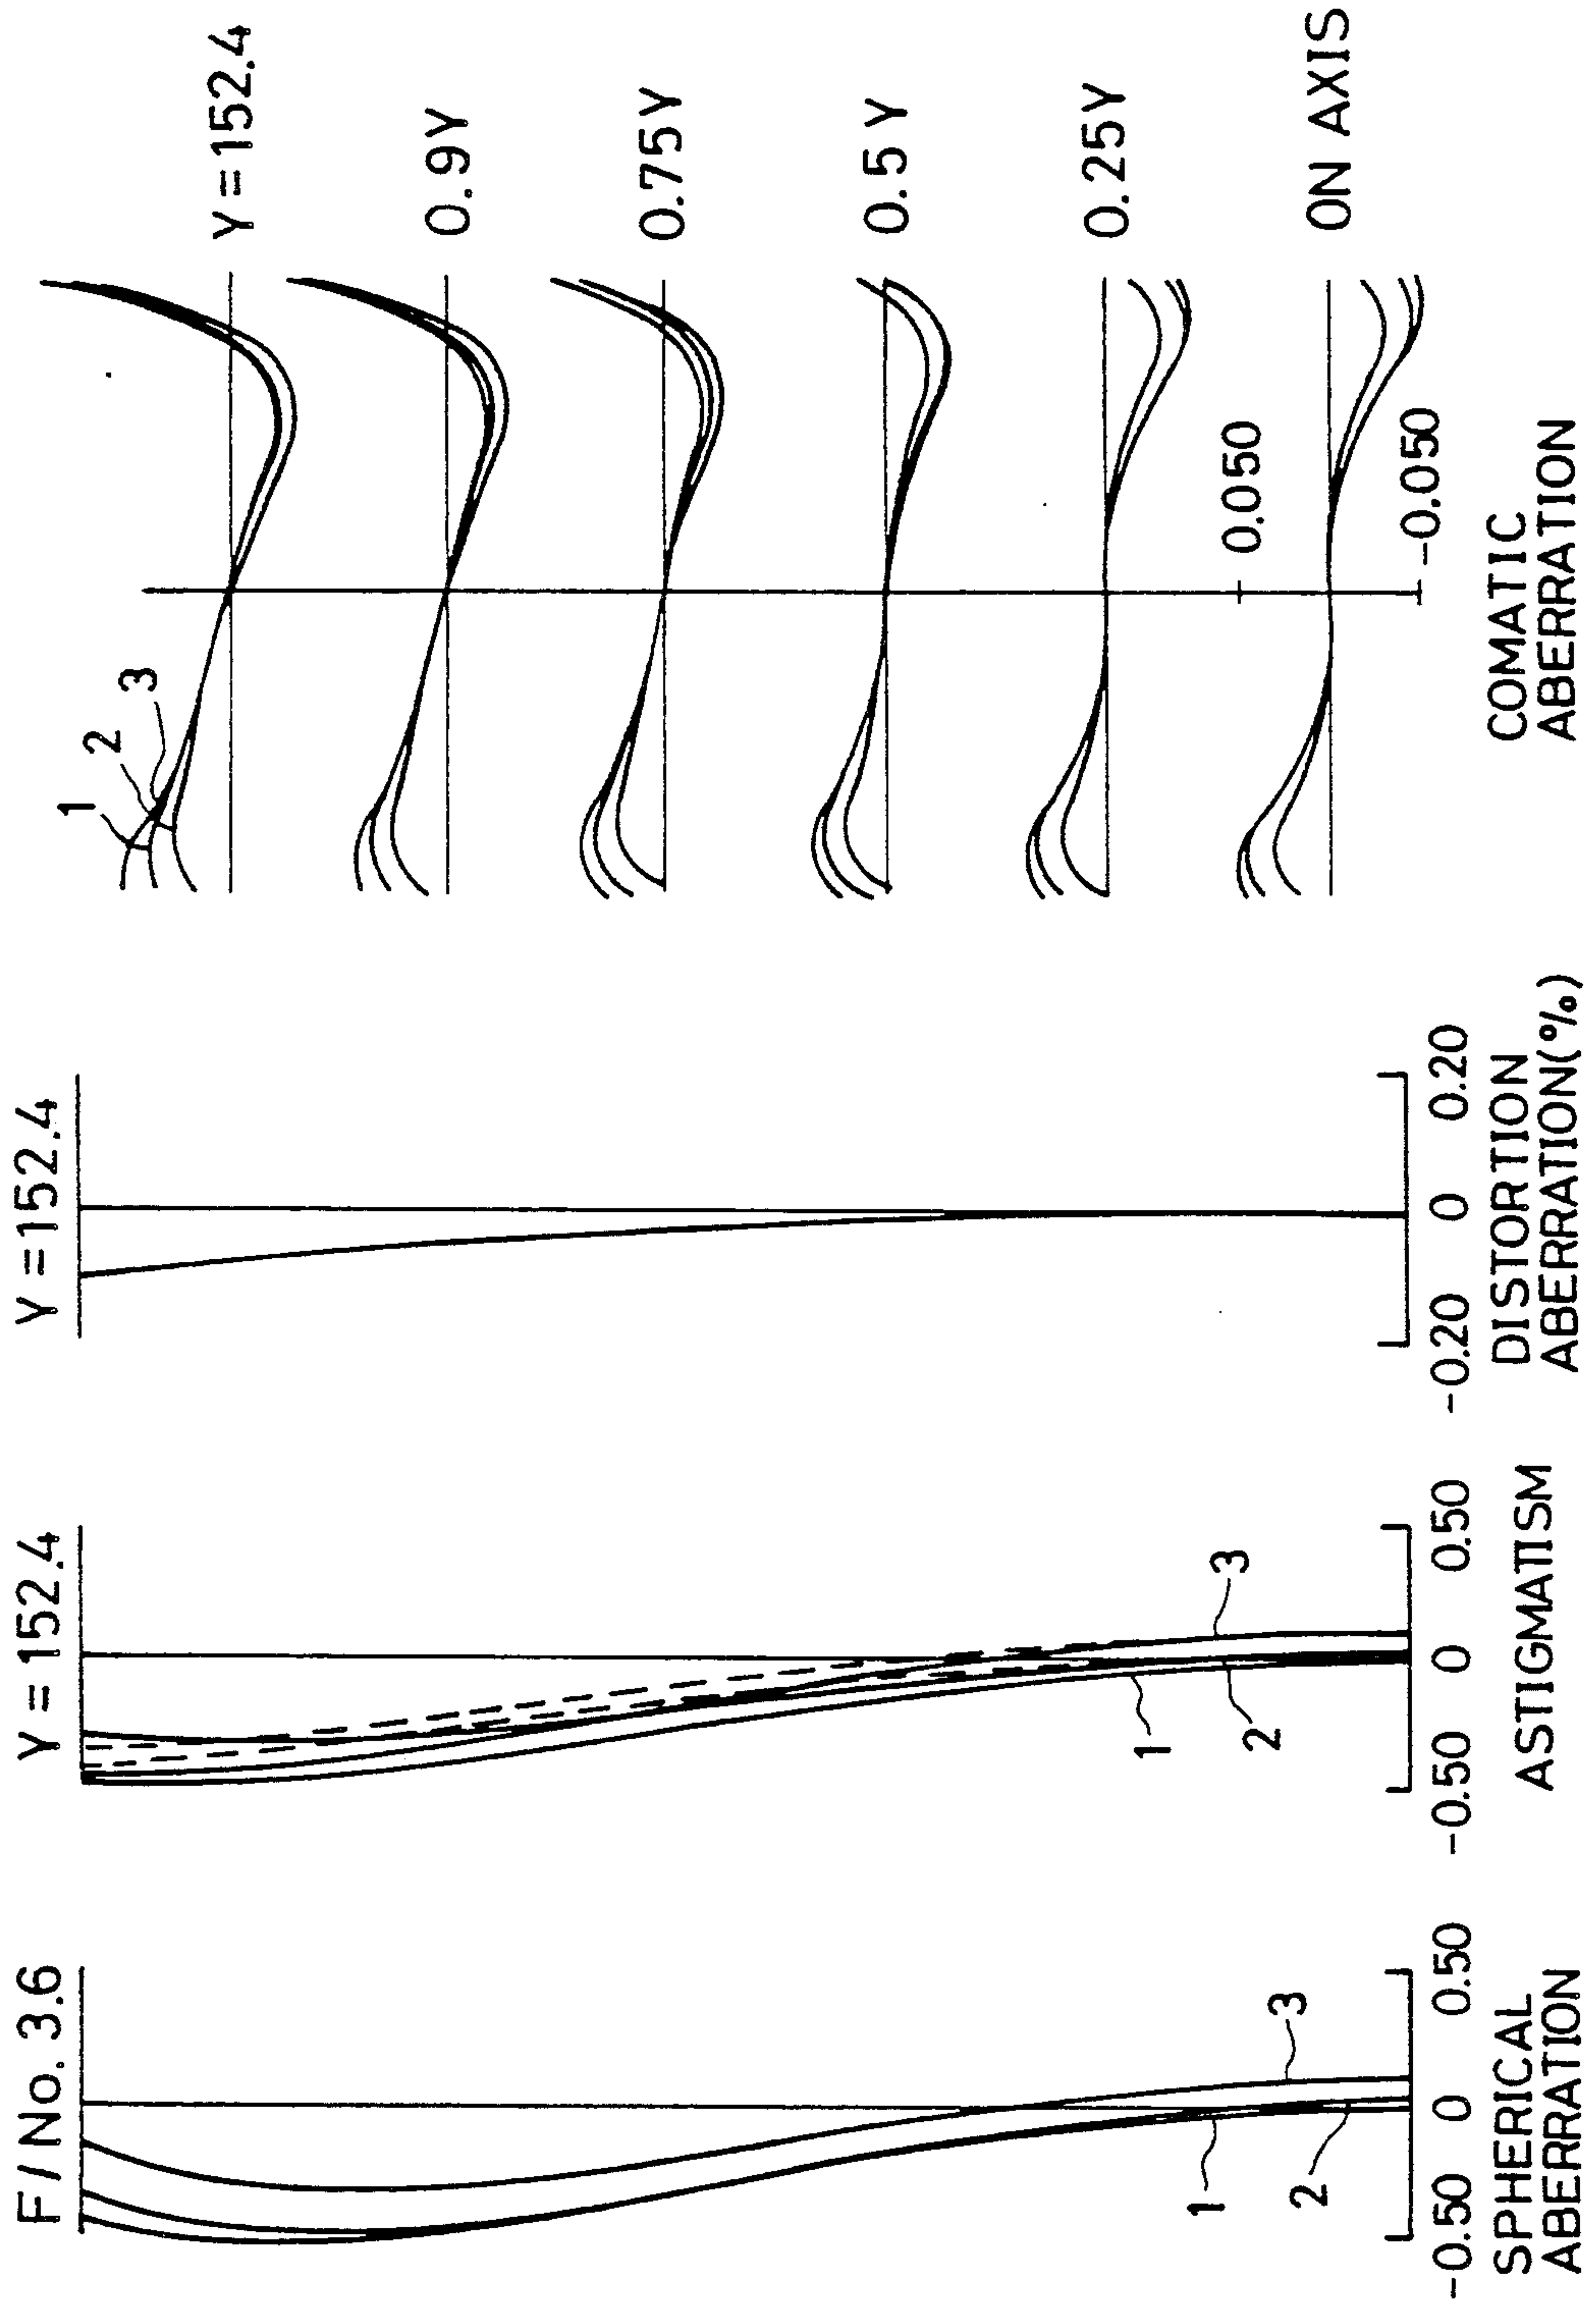 F/No. 3.6
1
2
3
-0.50
0
0.50
SPHERICAL
ABERRATION
Y=152.4
1
2
3
-0.50
0
0.50
ASTIGMATISM
Y=152.4
-0.20
0
0.20
DISTORTION
ABERRATION(%)
1
2
3
Y=152.4
0.9Y
0.75Y
0.5Y
0.25Y
0.050
ON AXIS
-0.050
COMATIC
ABERRATION